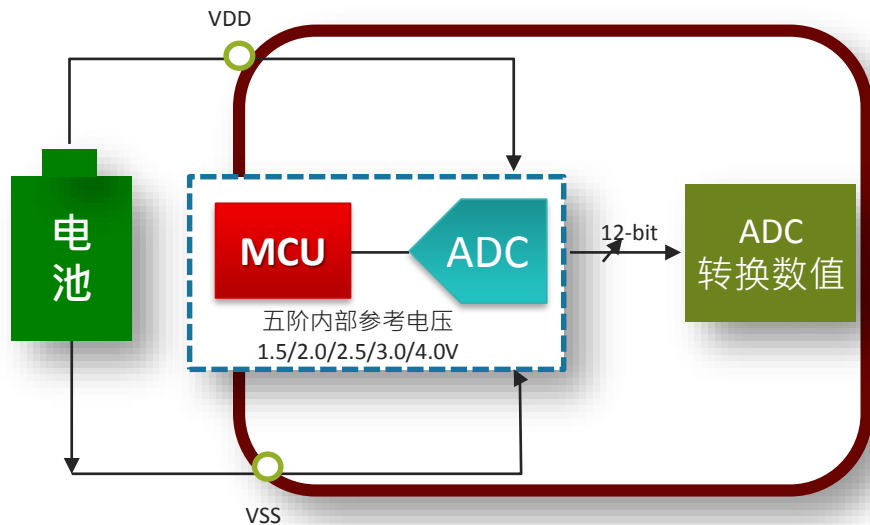 VDD
电
池
MCU
ADC
五阶内部参考电压
1.5/2.0/2.5/3.0/4.0V
12-bit
ADC
转换数值
VSS